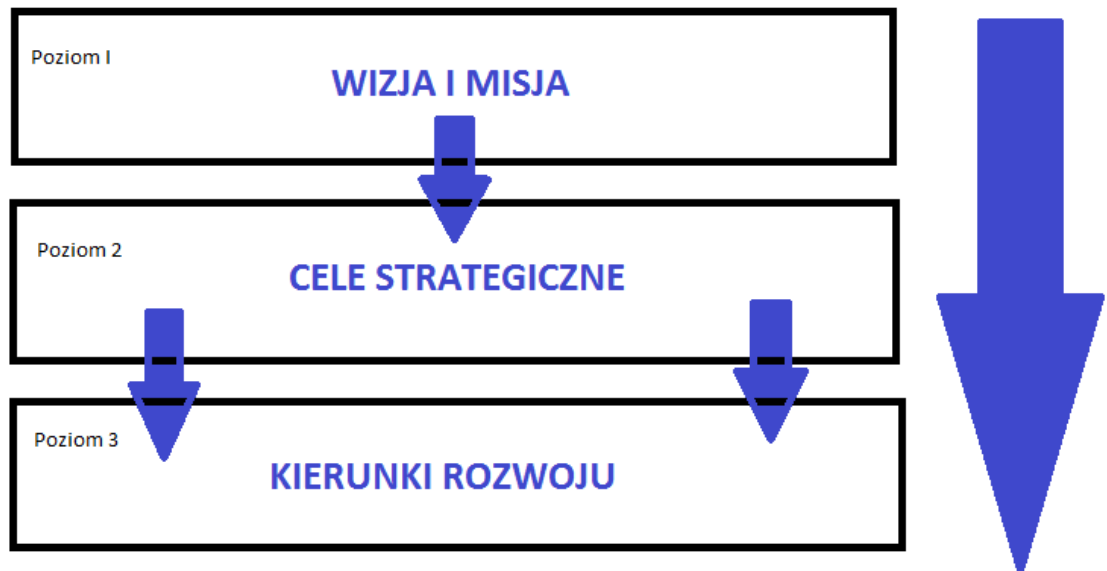 Poziom I
WIZJA I MISJA
Poziom 2
CELE STRATEGICZNE
Poziom 3
KIERUNKI ROZWOJU